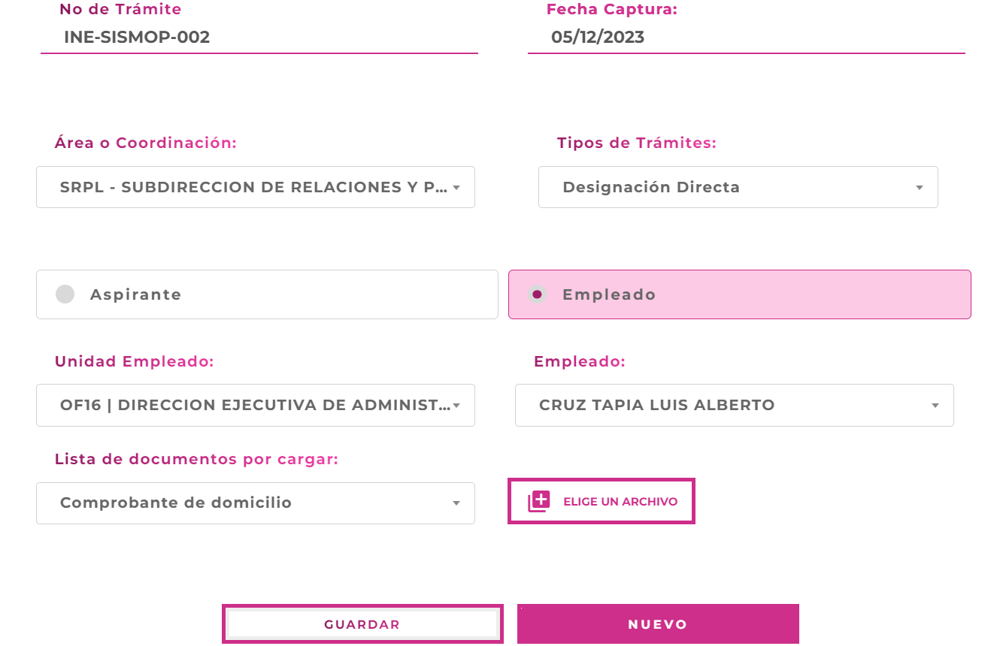 No de Trámite
Fecha Captura:
INE-SISMOP-002
05/12/2023
Área o Coordinación:
Tipos de Trámites:
SRPL - SUBDIRECCION DE RELACIONES Y P...
Designación Directa
Aspirante
Empleado
Unidad Empleado:
Empleado:
OF16 | DIRECCION EJECUTIVA DE ADMINIST...
CRUZ TAPIA LUIS ALBERTO
Lista de documentos por cargar:
Comprobante de domicilio
ELIGE UN ARCHIVO
GUARDAR
NUEVO